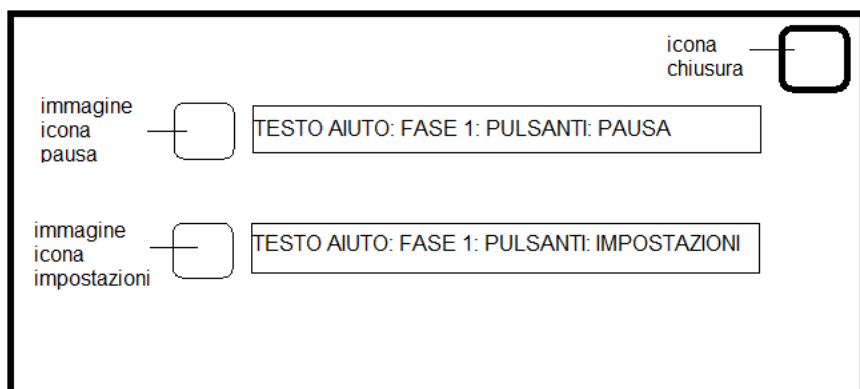 icona
chiusura
immagine
icona
pausa
TESTO AIUTO: FASE 1: PULSANTI: PAUSA
immagine
icona
impostazioni
TESTO AIUTO: FASE 1: PULSANTI: IMPOSTAZIONI